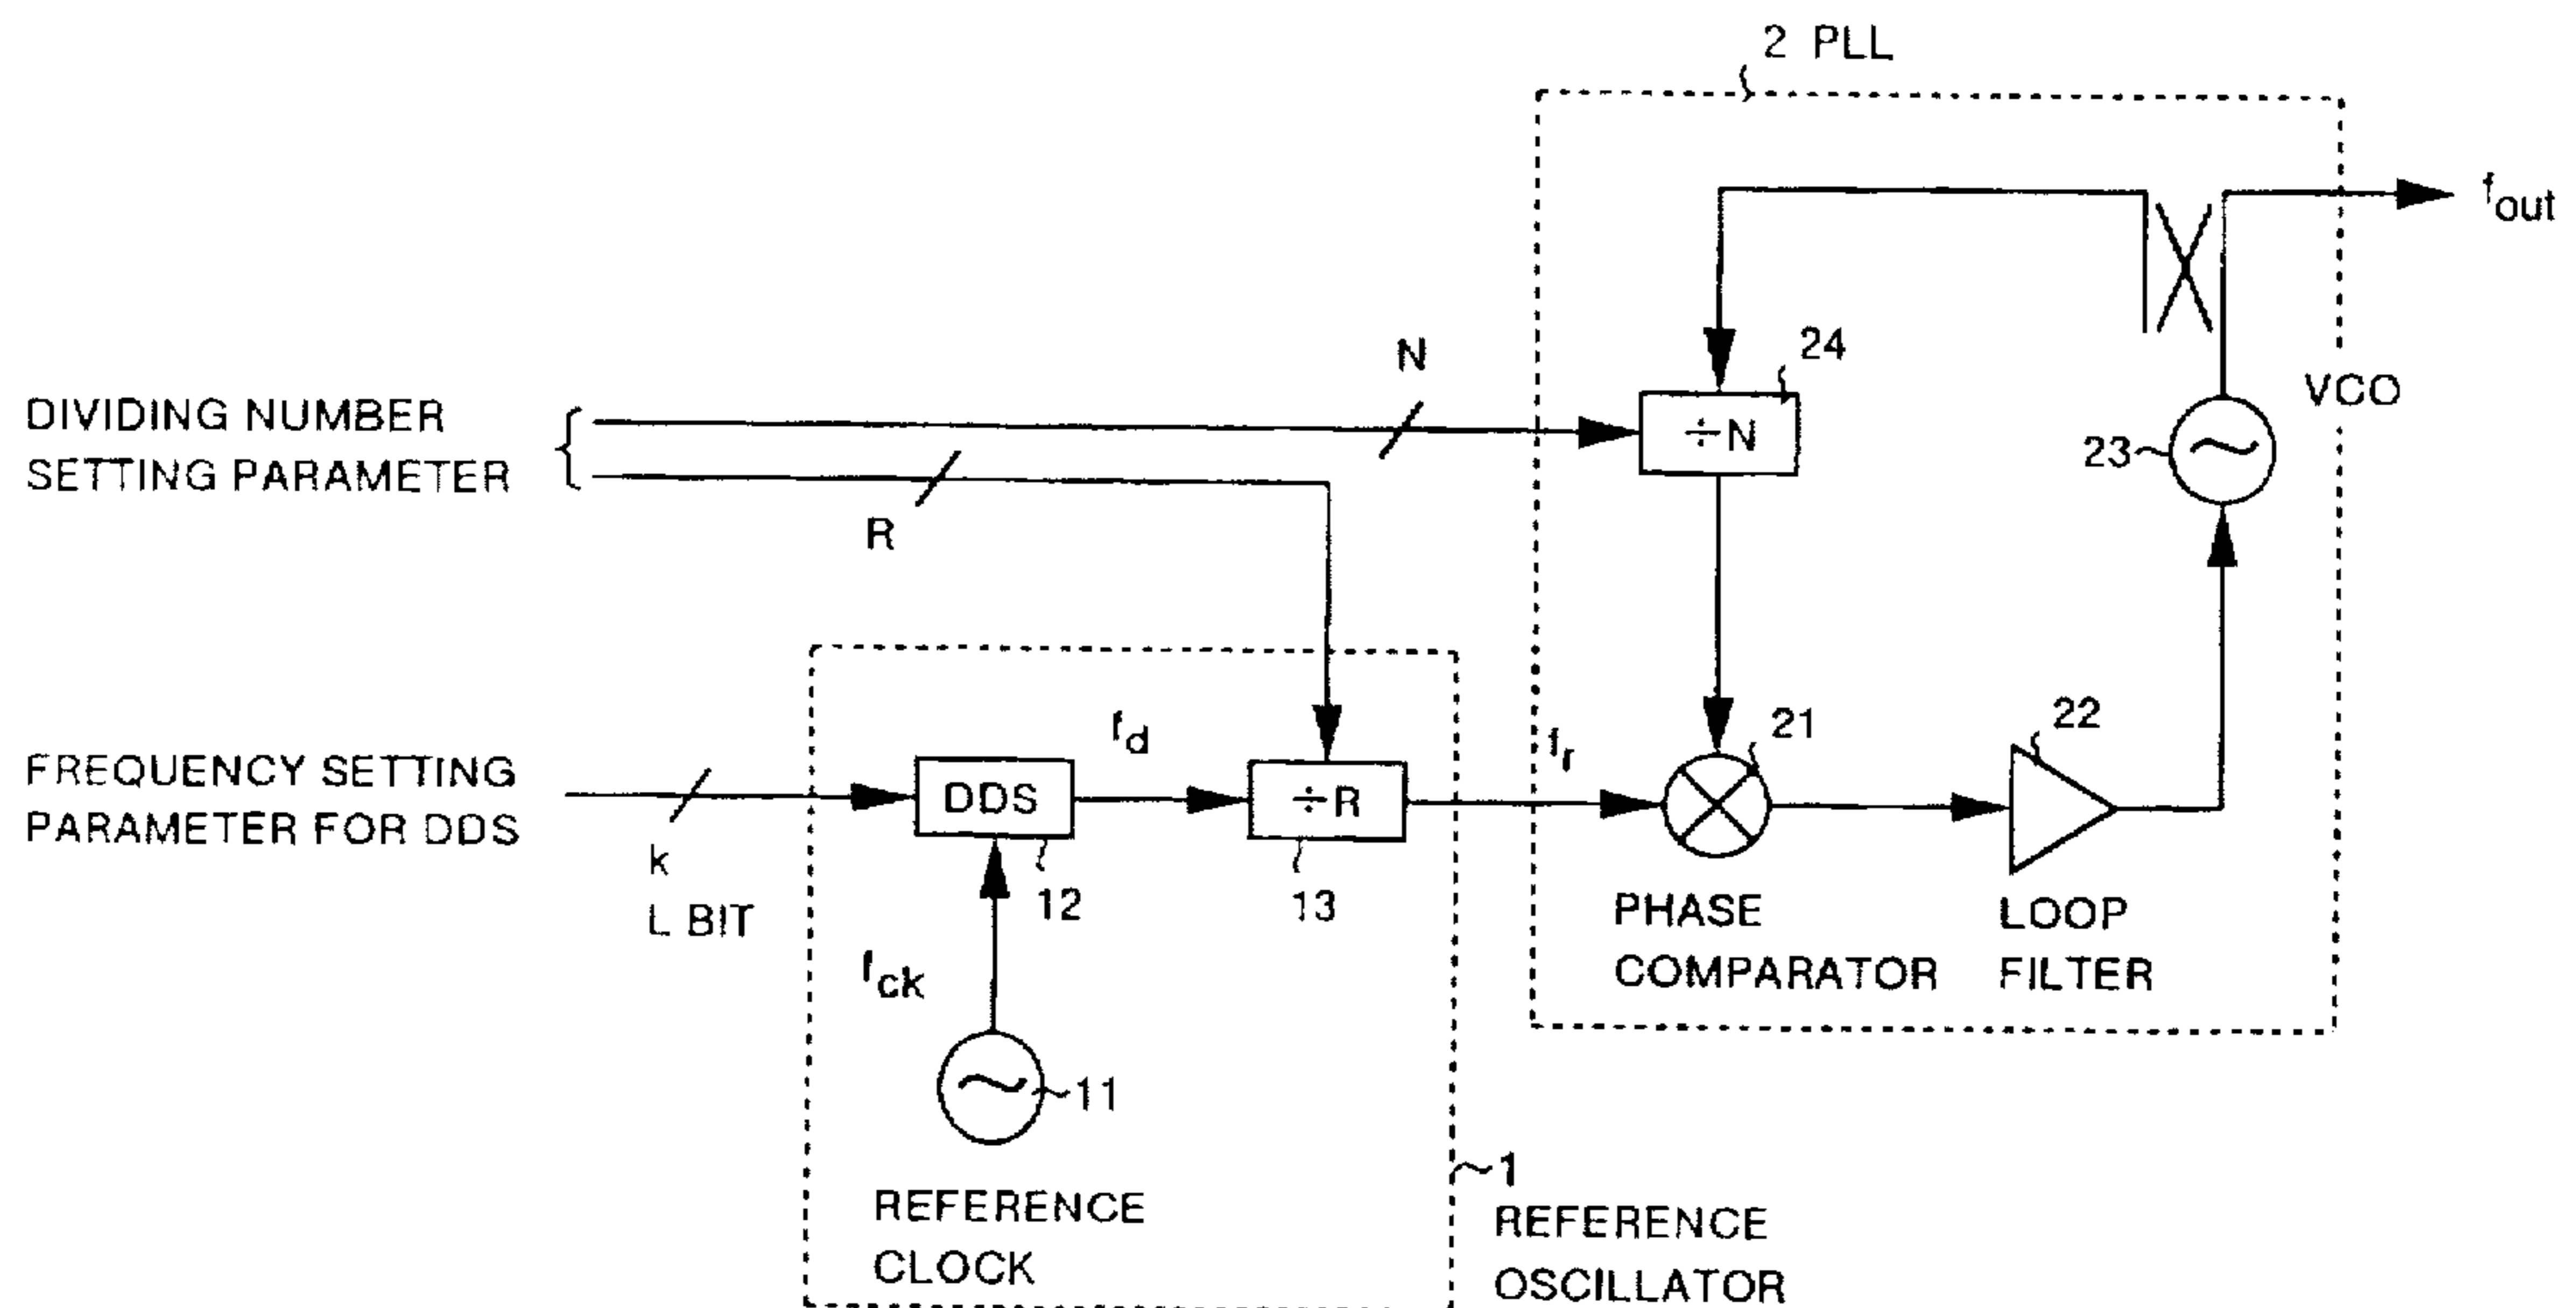 2 PLL
f_out
N
24
VCO
DIVIDING NUMBER
SETTING PARAMETER
÷N
23
R
f_d
f_r
21
22
FREQUENCY SETTING
PARAMETER FOR DDS
DDS
÷R
k
L BIT
12
13
PHASE
COMPARATOR
LOOP
FILTER
f_ck
11
1
REFERENCE
CLOCK
REFERENCE
OSCILLATOR